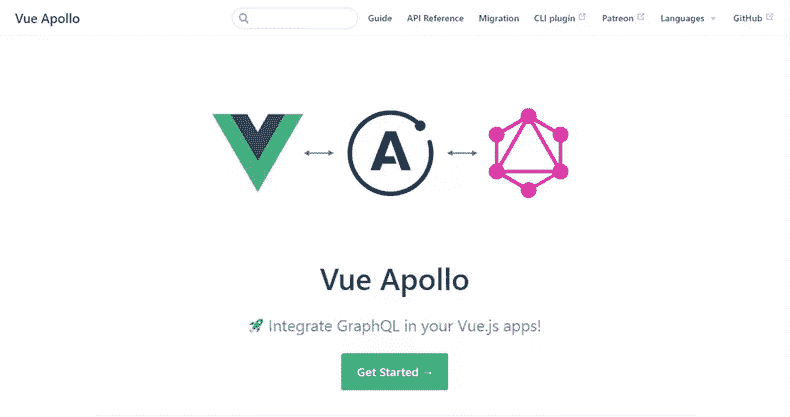 Vue Apollo Guide API Reference Migration CLI plugin Patreon Languages GitHub
A
Vue Apollo
🚀 Integrate GraphQL in your Vue.js apps!
Get Started →